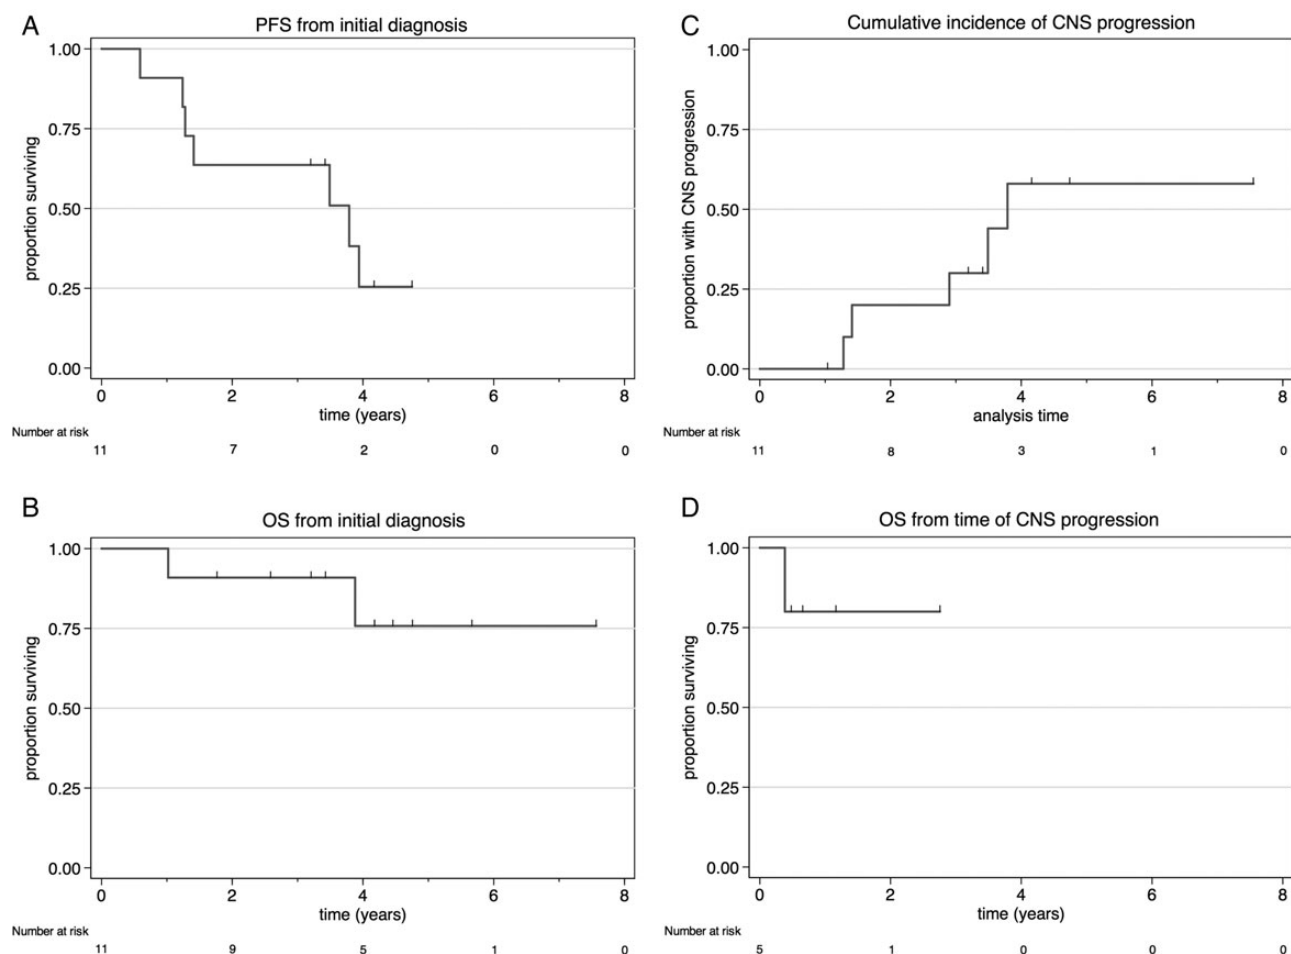 A
PFS from initial diagnosis
proportion surviving
1.00
0.75
0.50
0.25
0.00
0 2 4 6 8
time (years)
Number at risk
11 7 2 0 0
C
Cumulative incidence of CNS progression
proportion with CNS progression
1.00
0.75
0.50
0.25
0.00
0 2 4 6 8
analysis time
Number at risk
11 8 3 1 0
B
OS from initial diagnosis
proportion surviving
1.00
0.75
0.50
0.25
0.00
0 2 4 6 8
time (years)
Number at risk
11 9 5 1 0
D
OS from time of CNS progression
proportion surviving
1.00
0.75
0.50
0.25
0.00
0 2 4 6 8
time (years)
Number at risk
5 1 0 0 0